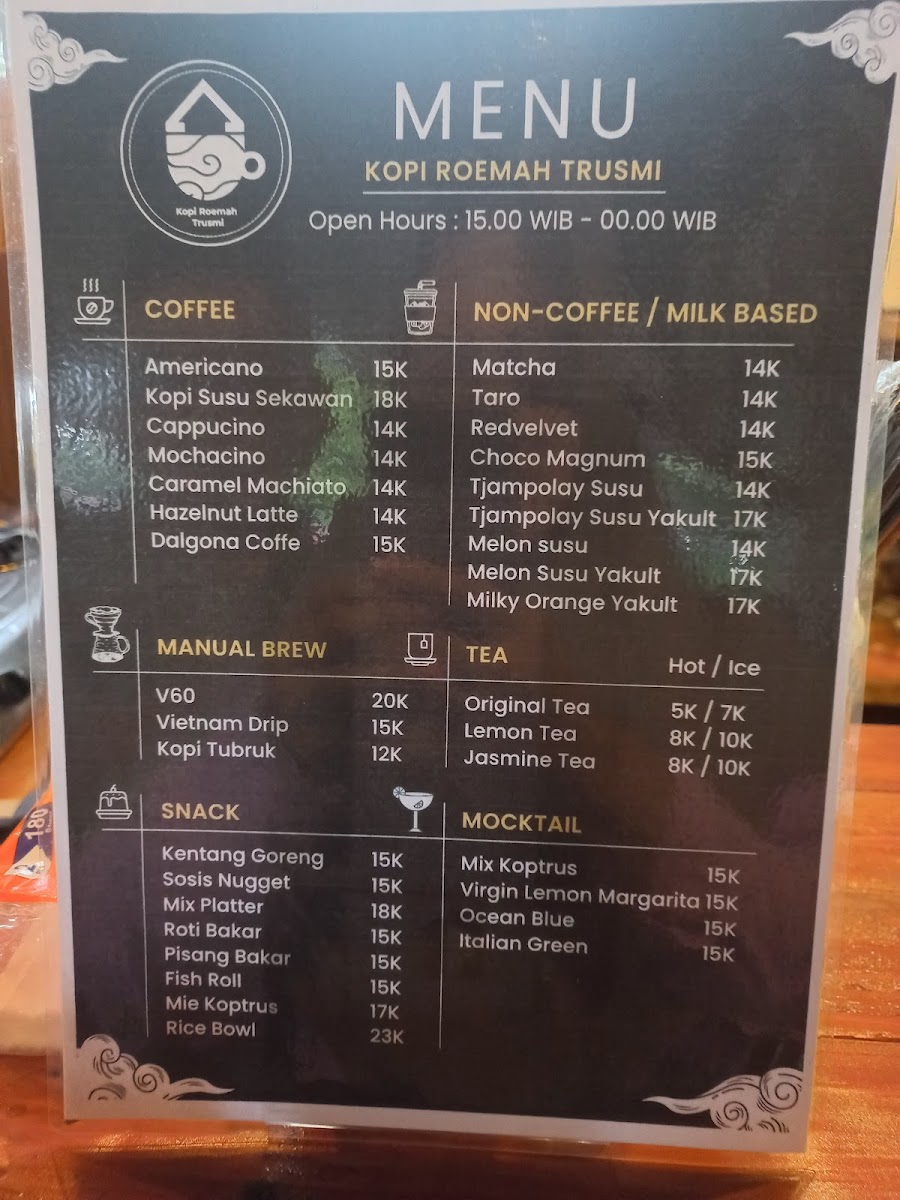 Kopi Roemah
Trusmi
MENU
KOPI ROEMAH TRUSMI
Open Hours : 15.00 WIB - 00.00 WIB
COFFEE
Americano 15K
Kopi Susu Sekawan 18K
Cappucino 14K
Mochacino 14K
Caramel Machiato 14K
Hazelnut Latte 14K
Dalgona Coffe 15K
NON-COFFEE / MILK BASED
Matcha 14K
Taro 14K
Redvelvet 14K
Choco Magnum 15K
Tjampolay Susu 14K
Tjampolay Susu Yakult 17K
Melon susu 14K
Melon Susu Yakult 17K
Milky Orange Yakult 17K
MANUAL BREW
V60 20K
Vietnam Drip 15K
Kopi Tubruk 12K
TEA Hot / Ice
Original Tea 5K / 7K
Lemon Tea 8K / 10K
Jasmine Tea 8K / 10K
SNACK
Kentang Goreng 15K
Sosis Nugget 15K
Mix Platter 18K
Roti Bakar 15K
Pisang Bakar 15K
Fish Roll 15K
Mie Koptrus 17K
Rice Bowl 23K
MOCKTAIL
Mix Koptrus 15K
Virgin Lemon Margarita 15K
Ocean Blue 15K
Italian Green 15K
180